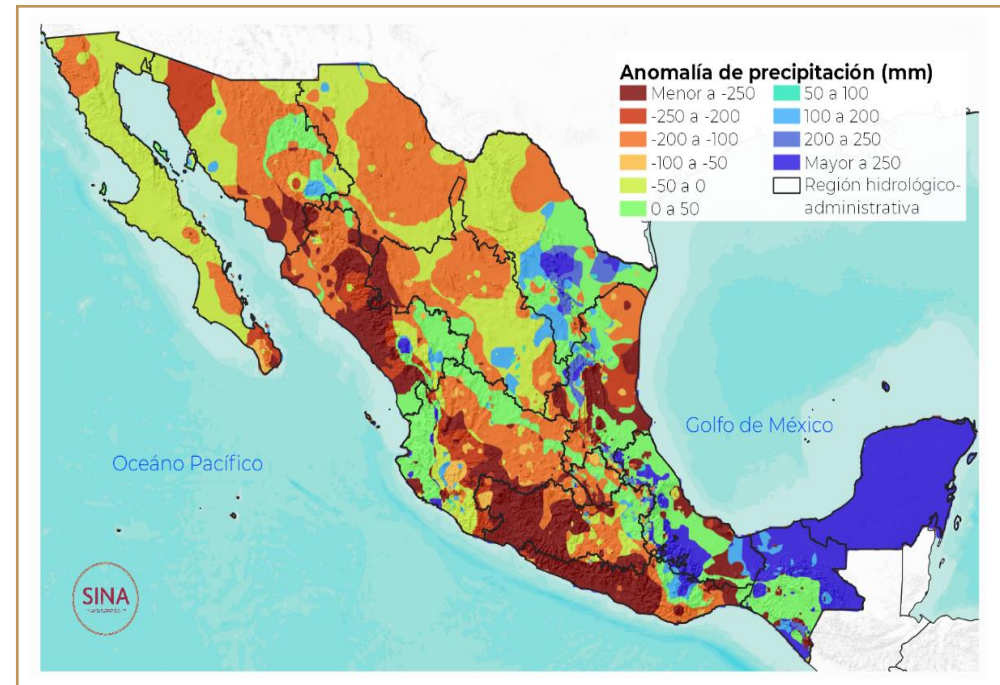 Anomalía de precipitación (mm)
Menor a -250
-250 a -200
-200 a -100
-100 a -50
-50 a 0
0 a 50
50 a 100
100 a 200
200 a 250
Mayor a 250
Región hidrológico-
administrativa
Golfo de México
Oceáno Pacífico
SINA